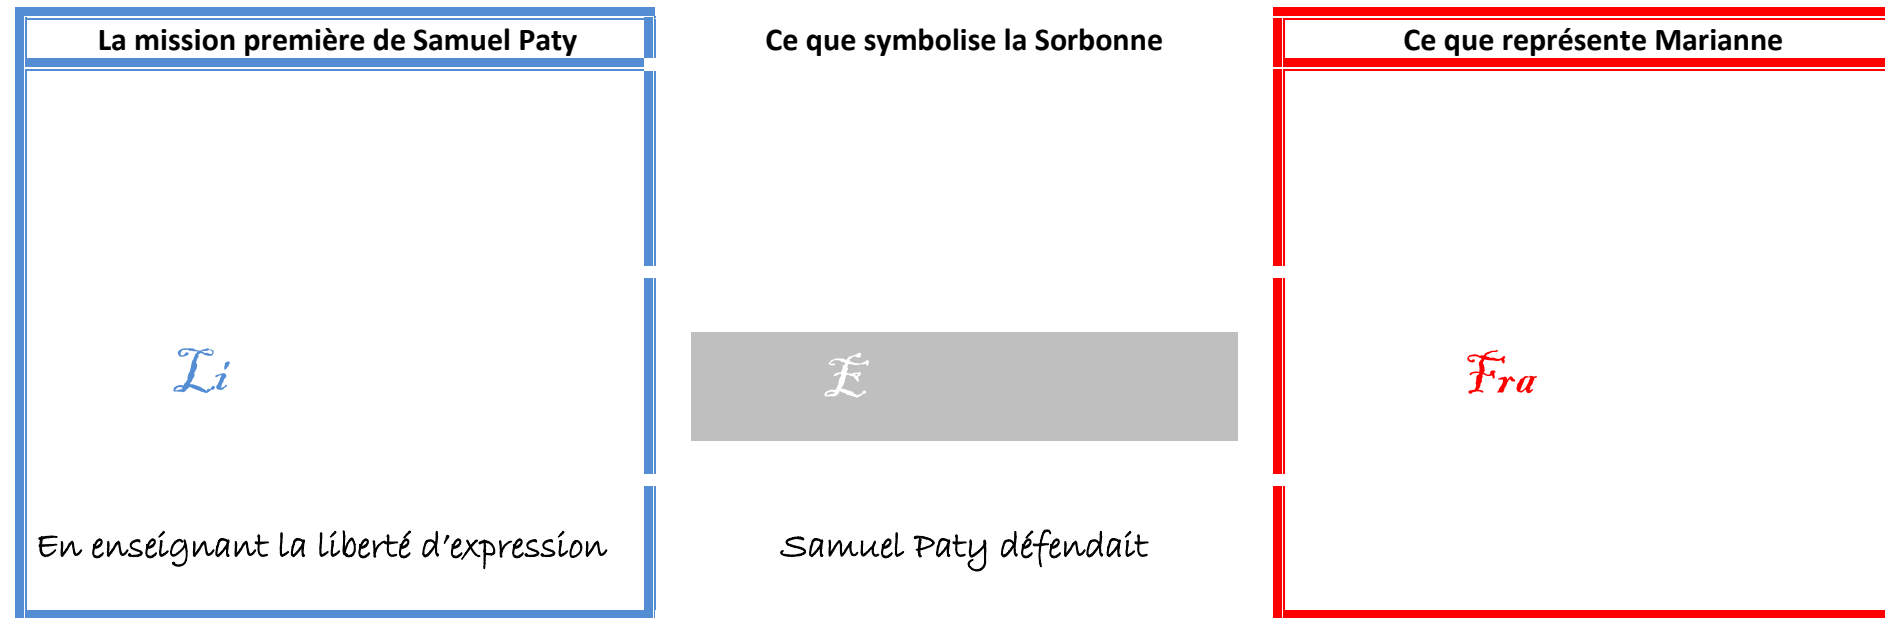 La mission première de Samuel Paty
Ce que symbolise la Sorbonne
Ce que représente Marianne
Li
E
Fra
En enseignant la liberté d'expression
Samuel Paty défendait